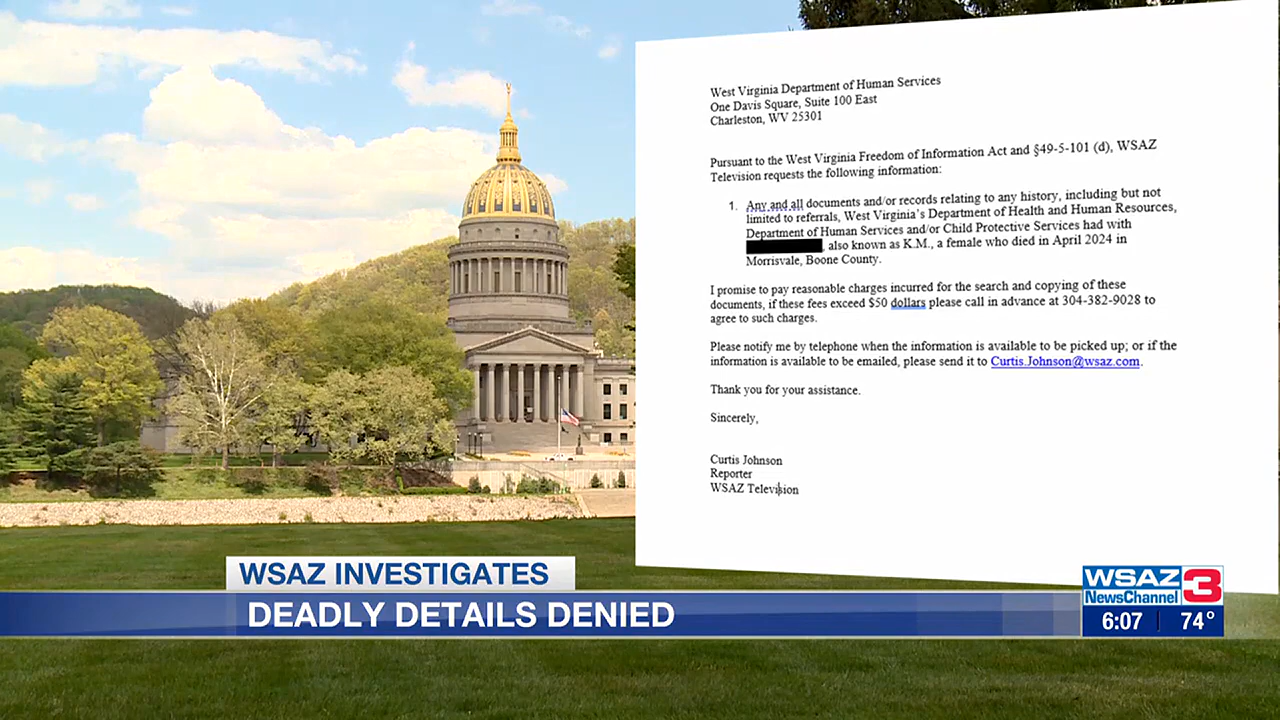 West Virginia Department of Human Services
One Davis Square, Suite 100 East
Charleston, WV 25301
Pursuant to the West Virginia Freedom of Information Act and §49-5-101 (d), WSAZ
Television requests the following information:
1. Any and all documents and/or records relating to any history, including but not
limited to referrals, West Virginia's Department of Health and Human Resources,
Department of Human Services and/or Child Protective Services had with
, also known as K.M., a female who died in April 2024 in
Morrisvale, Boone County.
I promise to pay reasonable charges incurred for the search and copying of these
documents, if these fees exceed $50 dollars please call in advance at 304-382-9028 to
agree to such charges.
Please notify me by telephone when the information is available to be picked up; or if the
information is available to be emailed, please send it to Curtis.Johnson@wsaz.com.
Thank you for your assistance.
Sincerely,
Curtis Johnson
Reporter
WSAZ Television
WSAZ INVESTIGATES
DEADLY DETAILS DENIED
WSAZ 3
NewsChannel
6:07 74°